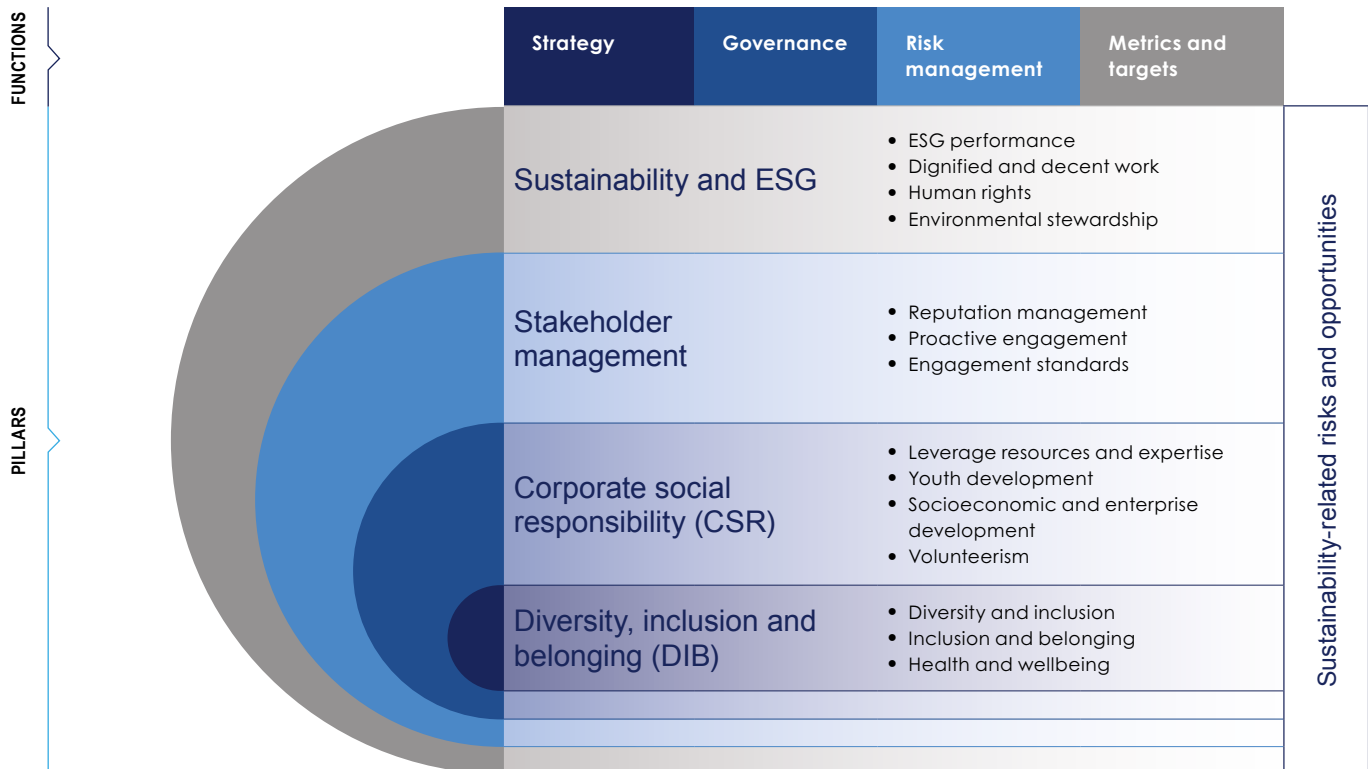 FUNCTIONS
Strategy
Governance
Risk
management
Metrics and
targets
PILLARS
Sustainability and ESG
• ESG performance
• Dignified and decent work
• Human rights
• Environmental stewardship
Stakeholder
management
• Reputation management
• Proactive engagement
• Engagement standards
Corporate social
responsibility (CSR)
• Leverage resources and expertise
• Youth development
• Socioeconomic and enterprise
development
• Volunteerism
Diversity, inclusion and
belonging (DIB)
• Diversity and inclusion
• Inclusion and belonging
• Health and wellbeing
Sustainability-related risks and opportunities